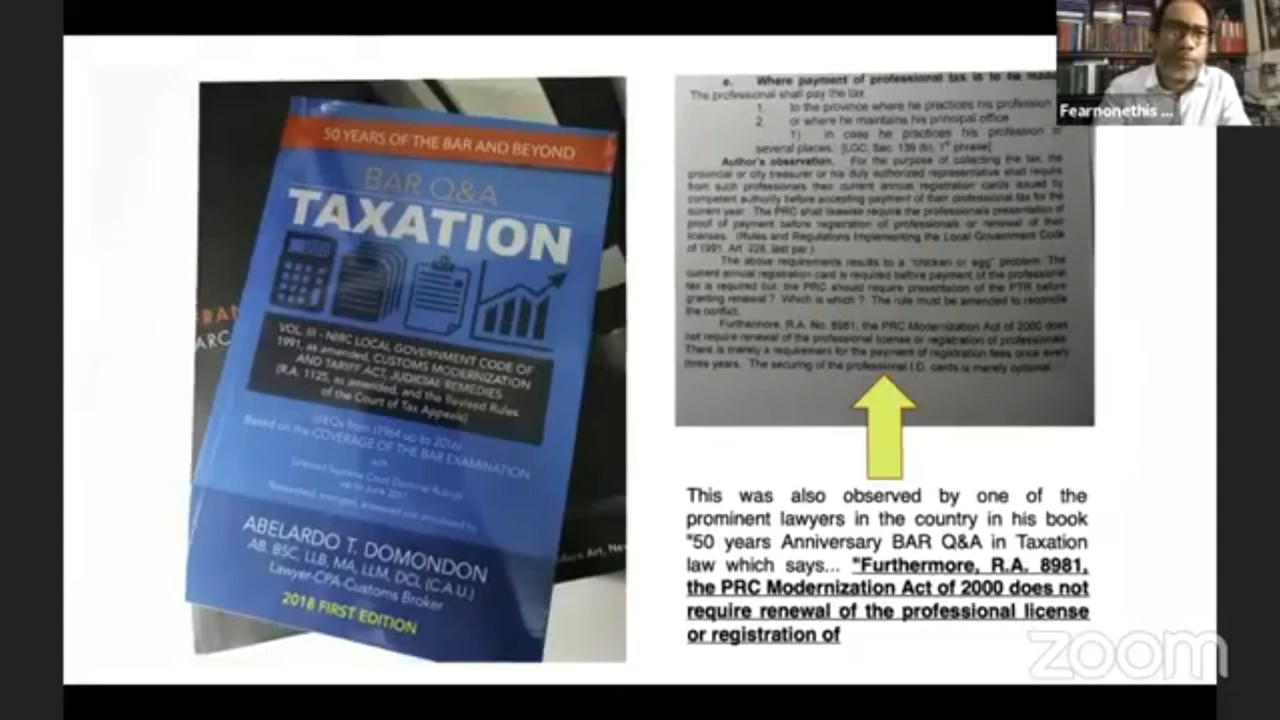 50 YEARS OF THE BAR AND BEYOND
BAR Q&A
TAXATION
VOL. III - NIRC LOCAL GOVERNMENT CODE OF
1991, as amended, CUSTOMS MODERNIZATION
AND TARIFF ACT, JUDICIAL REMEDIES
(R.A. 1125, as amended, and the Revised Rules
of the Court of Tax Appeals)
(BEQs from (1964 up to 2016)
Based on the COVERAGE OF THE BAR EXAMINATION
with
Selected Supreme Court Doctrinal Rulings
up to June 2017
ABELARDO T. DOMONDON
AB, BSC, LLB, MA, LLM, DCL (C.A.U.)
Lawyer-CPA-Customs Broker
2018 FIRST EDITION
e. Where payment of professional tax is to be made
The professional shall pay the tax
1. to the province where he practices his profession
2. or where he maintains his principal office
1) in case he practices his profession in
several places. [LGC, Sec. 139 (b), 1st phrase]
Author's observation. For the purpose of collecting the tax, the
provincial or city treasurer or his duly authorized representative shall require
from such professionals their current annual registration cards issued by
competent authority before accepting payment of their professional tax for the
current year. The PRC shall likewise require the professionals presentation of
proof of payment before registration of professionals or renewal of their
licenses. (Rules and Regulations Implementing the Local Government Code
of 1991, Art. 228, last par.)
The above requirements results to a "chicken or egg" problem. The
current annual registration card is required before payment of the professional
tax is required but, the PRC should require presentation of the PTR before
granting renewal? Which is which? The rule must be amended to reconcile
the conflict.
Furthermore, R.A. No. 8981, the PRC Modernization Act of 2000 does
not require renewal of the professional license or registration of professionals
There is merely a requirement for the payment of registration fees once every
three years. The securing of the professional I.D. cards is merely optional
This was also observed by one of the
prominent lawyers in the country in his book
"50 years Anniversary BAR Q&A in Taxation
law which says... "Furthermore, R.A. 8981,
the PRC Modernization Act of 2000 does not
require renewal of the professional license
or registration of
Fearnonethis ...
zoom